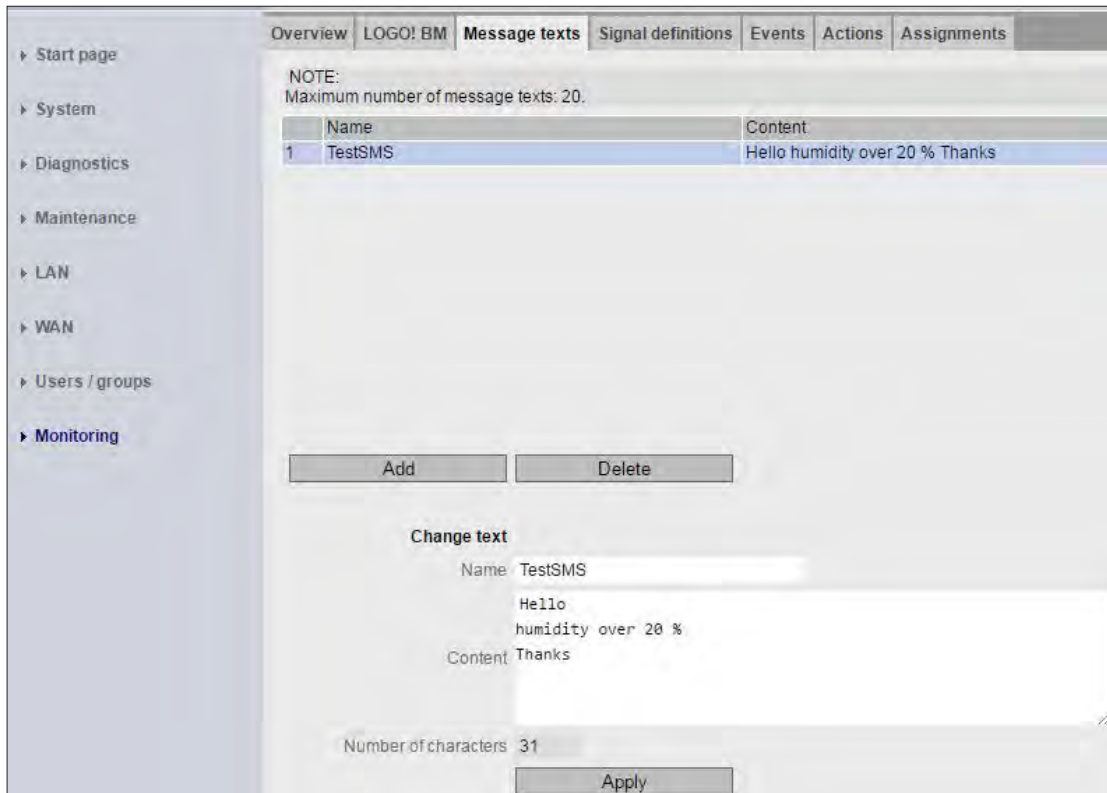 Overview LOGO! BM Message texts Signal definitions Events Actions Assignments
Start page
System
Diagnostics
Maintenance
LAN
WAN
Users / groups
Monitoring
NOTE:
Maximum number of message texts: 20.
Name Content
1 TestSMS Hello humidity over 20 % Thanks
Add Delete
Change text
Name TestSMS
Content Hello
humidity over 20 %
Thanks
Number of characters 31
Apply